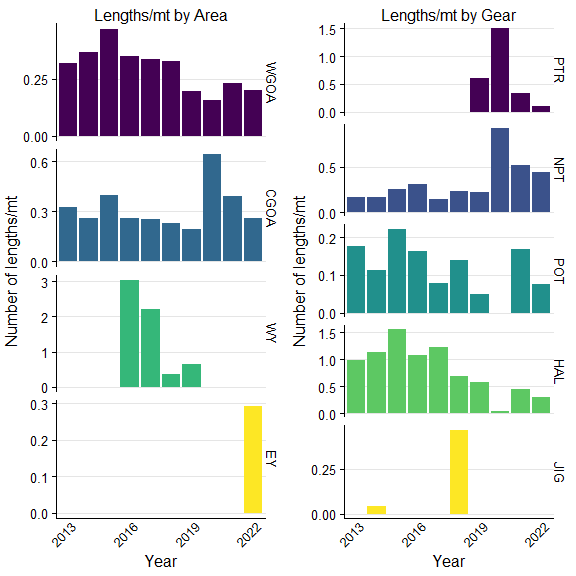 Lengths/mt by Area
Number of lengths/mt
0.25
0.00
WGOA
0.6
0.3
0.0
CGOA
3
2
1
0
WY
0.3
0.2
0.1
0.0
EY
2013
2016
2019
2022
Year
Lengths/mt by Gear
Number of lengths/mt
1.5
1.0
0.5
0.0
PTR
0.5
0.0
NPT
0.2
0.1
0.0
POT
1.5
1.0
0.5
0.0
HAL
0.25
0.00
JIG
2013
2016
2019
2022
Year